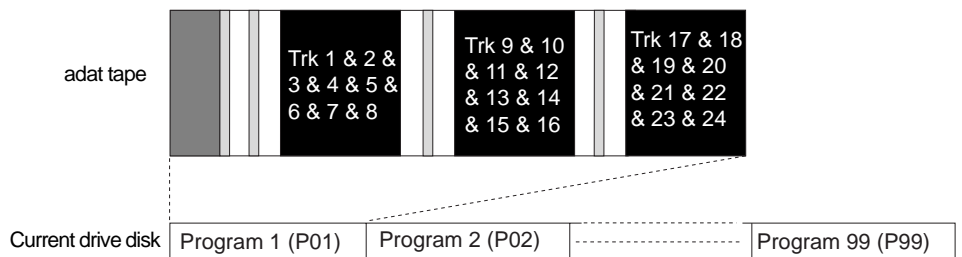 adat tape
Trk 1 & 2 &
3 & 4 & 5 &
6 & 7 & 8
Trk 9 & 10
& 11 & 12
& 13 & 14
& 15 & 16
Trk 17 & 18
& 19 & 20
& 21 & 22
& 23 & 24
Current drive disk
Program 1 (P01)
Program 2 (P02)
Program 99 (P99)